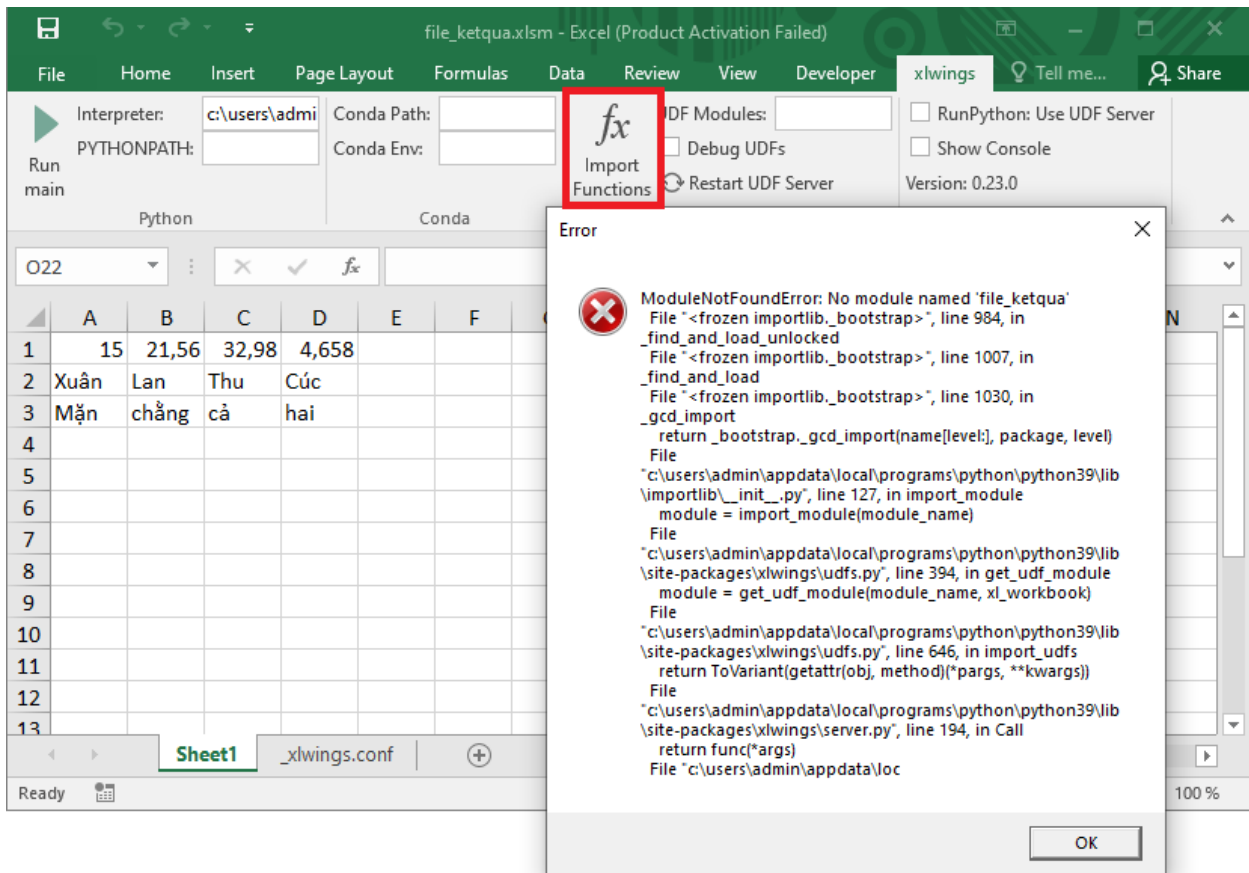 file_ketqua.xlsm - Excel (Product Activation Failed)
File Home Insert Page Layout Formulas Data Review View Developer xlwings Tell me... Share
Interpreter: c:\users\admi Conda Path: UDF Modules: RunPython: Use UDF Server
PYTHONPATH: Conda Env: Debug UDFs Show Console
Run main Import Functions Restart UDF Server Version: 0.23.0
Python Conda
O22 fx
A B C D E F N
1 15 21,56 32,98 4,658
2 Xuân Lan Thu Cúc
3 Mặn chẳng cả hai
4
5
6
7
8
9
10
11
12
13
Sheet1 _xlwings.conf
Ready 100 %
Error
ModuleNotFoundError: No module named 'file_ketqua'
File "<frozen importlib._bootstrap>", line 984, in
_find_and_load_unlocked
File "<frozen importlib._bootstrap>", line 1007, in
_find_and_load
File "<frozen importlib._bootstrap>", line 1030, in
_gcd_import
return _bootstrap._gcd_import(name[level:], package, level)
File
"c:\users\admin\appdata\local\programs\python\python39\lib
\importlib\__init__.py", line 127, in import_module
module = import_module(module_name)
File
"c:\users\admin\appdata\local\programs\python\python39\lib
\site-packages\xlwings\udfs.py", line 394, in get_udf_module
module = get_udf_module(module_name, xl_workbook)
File
"c:\users\admin\appdata\local\programs\python\python39\lib
\site-packages\xlwings\udfs.py", line 646, in import_udfs
return ToVariant(getattr(obj, method)(*pargs, **kwargs))
File
"c:\users\admin\appdata\local\programs\python\python39\lib
\site-packages\xlwings\server.py", line 194, in Call
return func(*args)
File "c:\users\admin\appdata\loc
OK